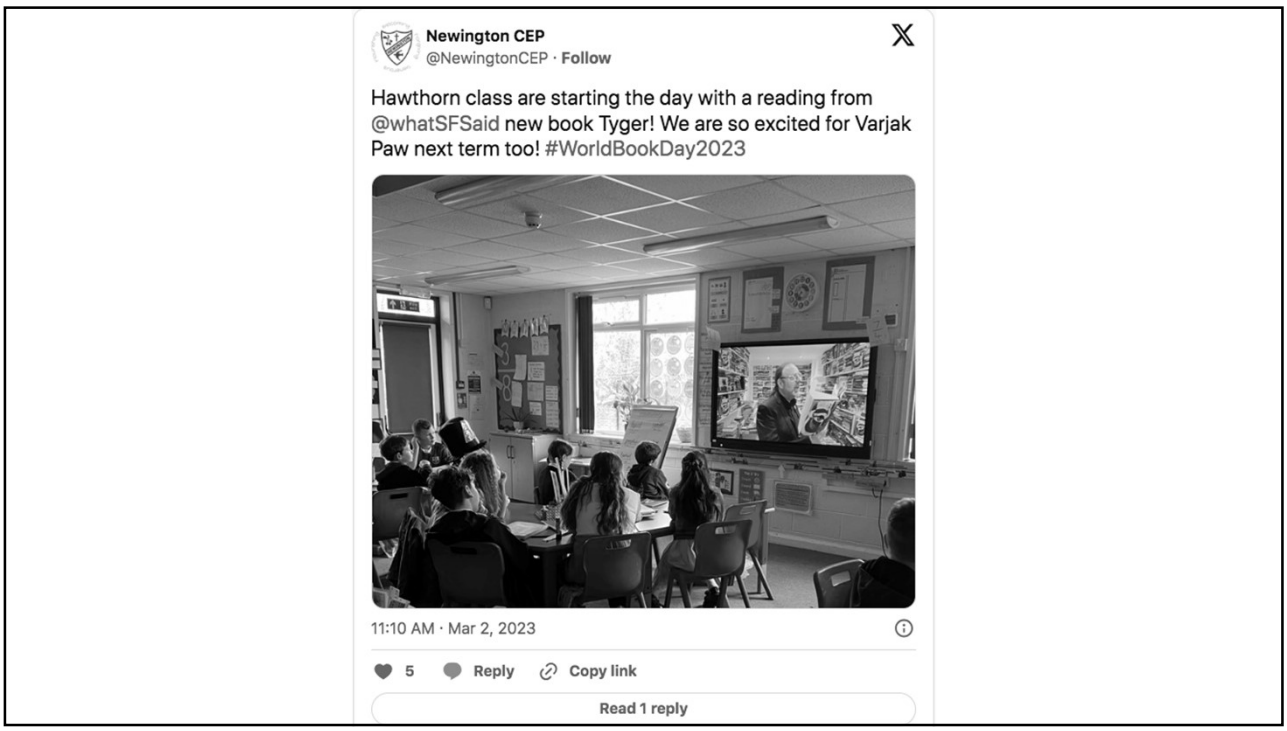 Newington CEP
@NewingtonCEP · Follow
Hawthorn class are starting the day with a reading from
@whatSFSaid new book Tyger! We are so excited for Varjak
Paw next term too! #WorldBookDay2023
11:10 AM · Mar 2, 2023
5
Reply
Copy link
Read 1 reply